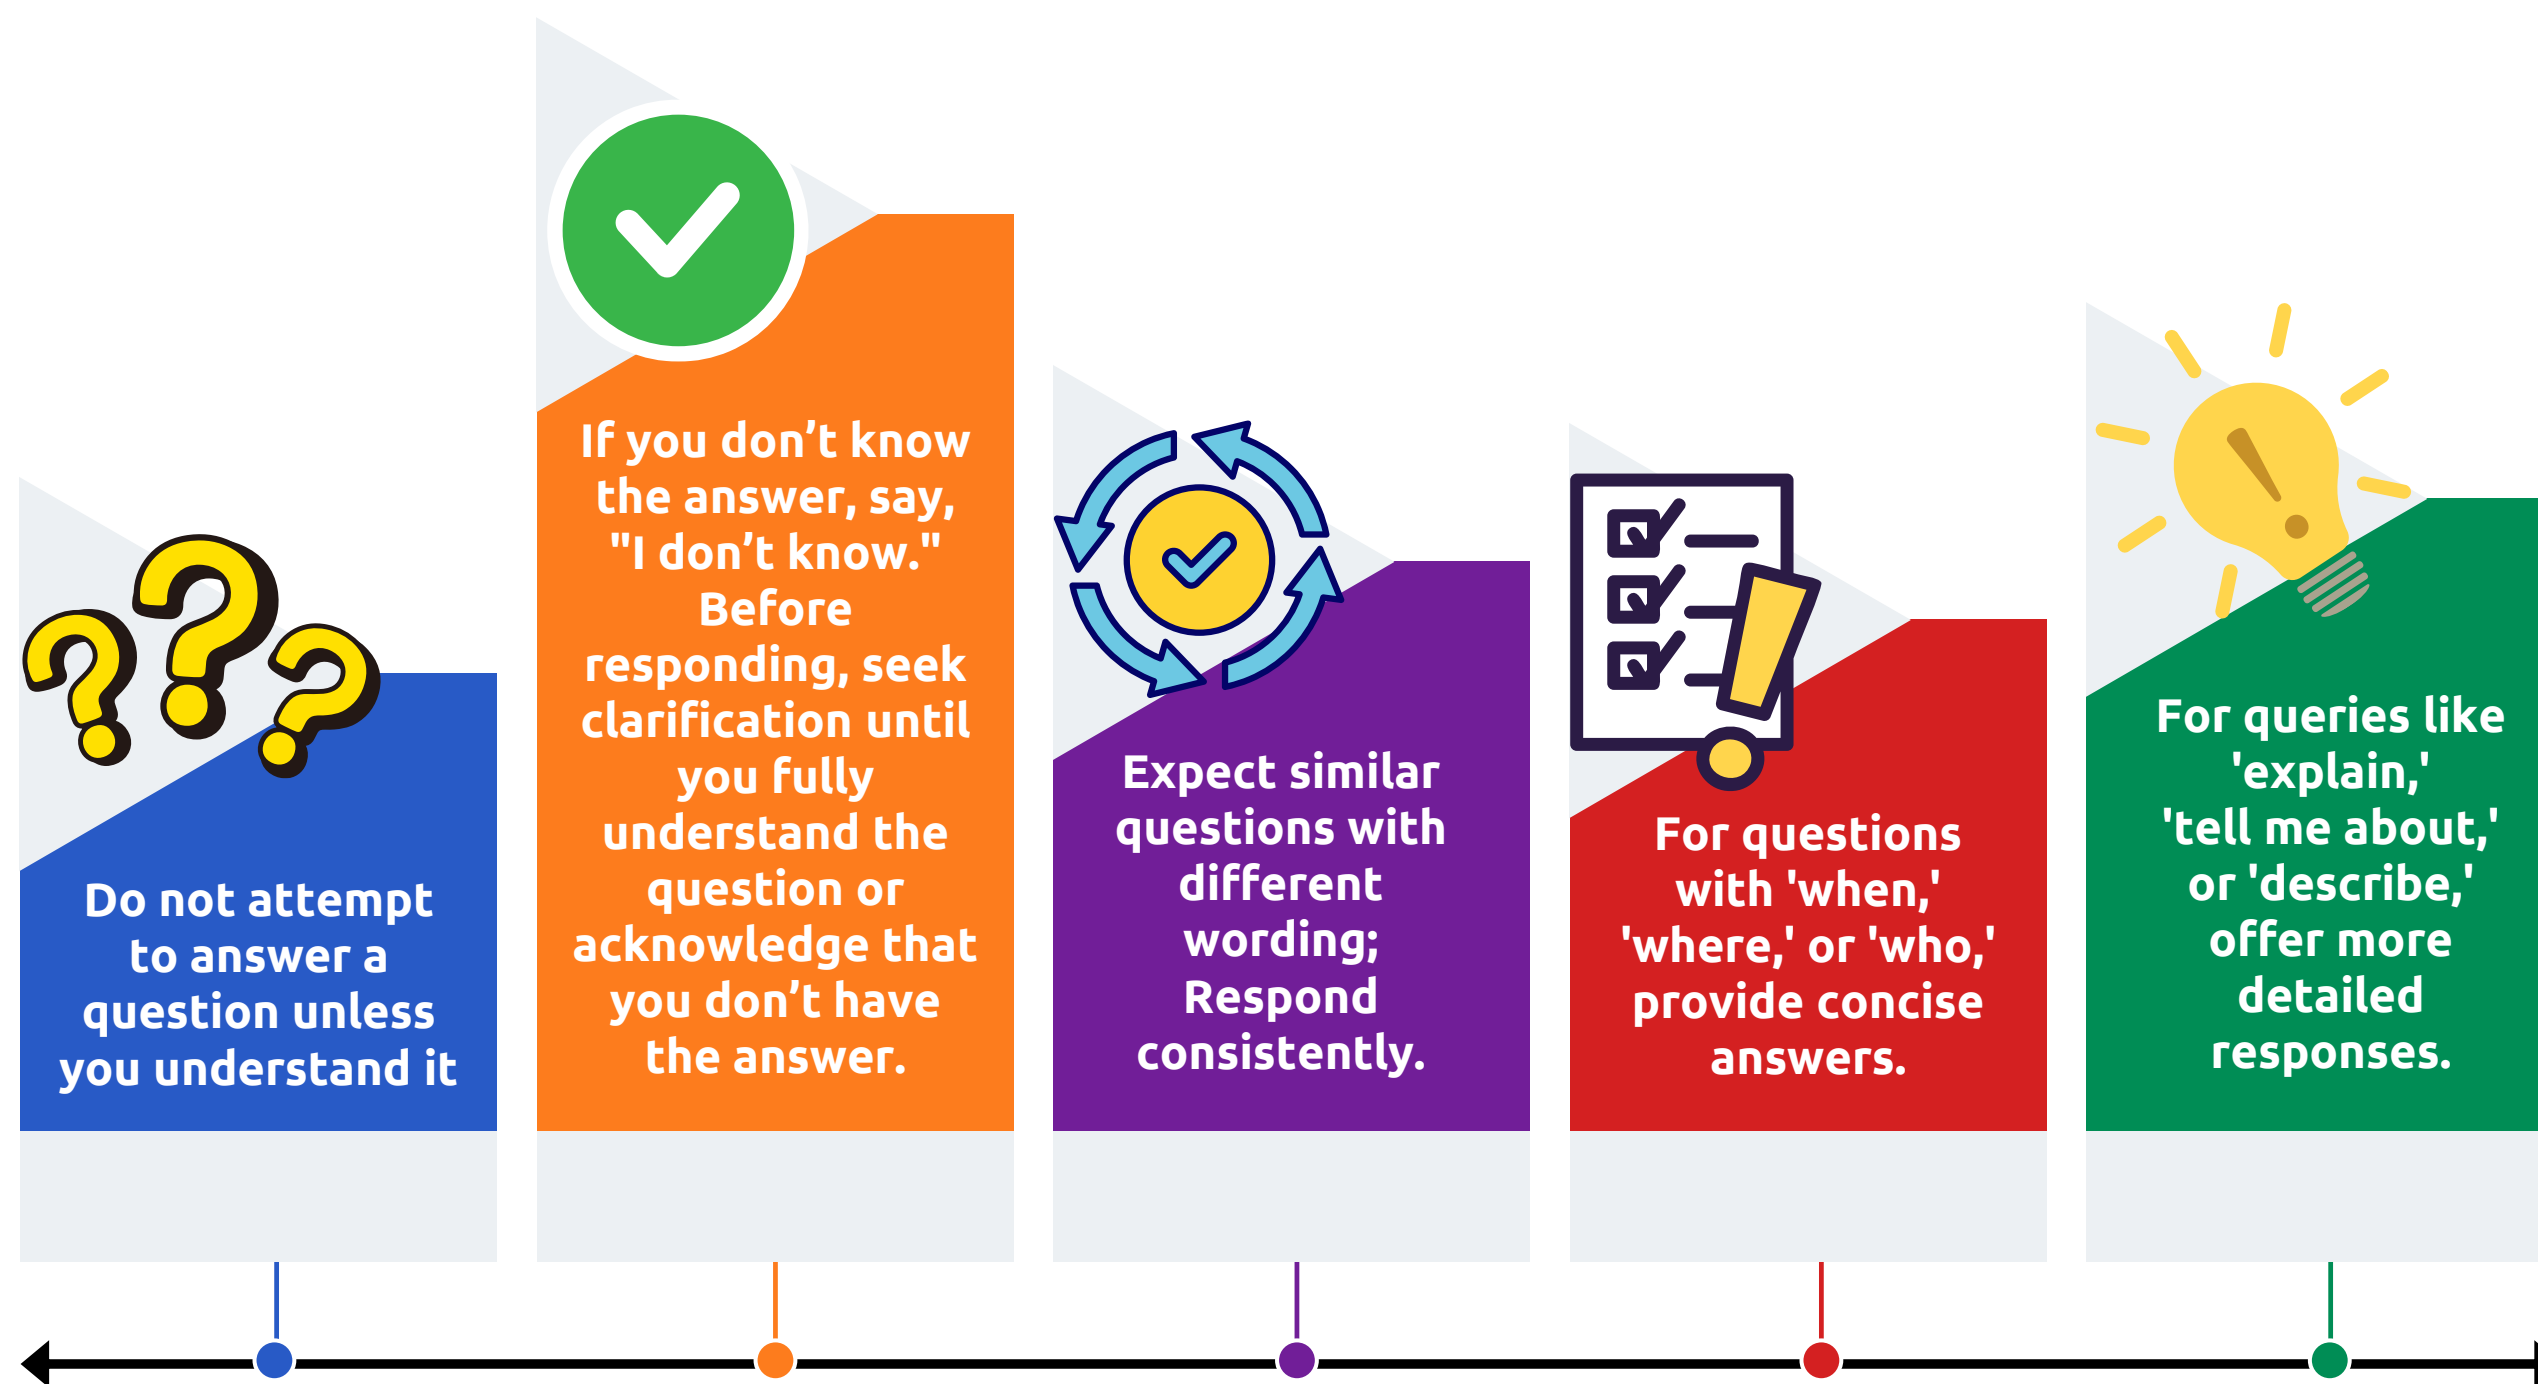 Do not attempt
to answer a
question unless
you understand it
If you don’t know
the answer, say,
"I don’t know."
Before
responding, seek
clarification until
you fully
understand the
question or
acknowledge that
you don’t have
the answer.
Expect similar
questions with
different
wording;
Respond
consistently.
For questions
with 'when,'
'where,' or 'who,'
provide concise
answers.
For queries like
'explain,'
'tell me about,'
or 'describe,'
offer more
detailed
responses.